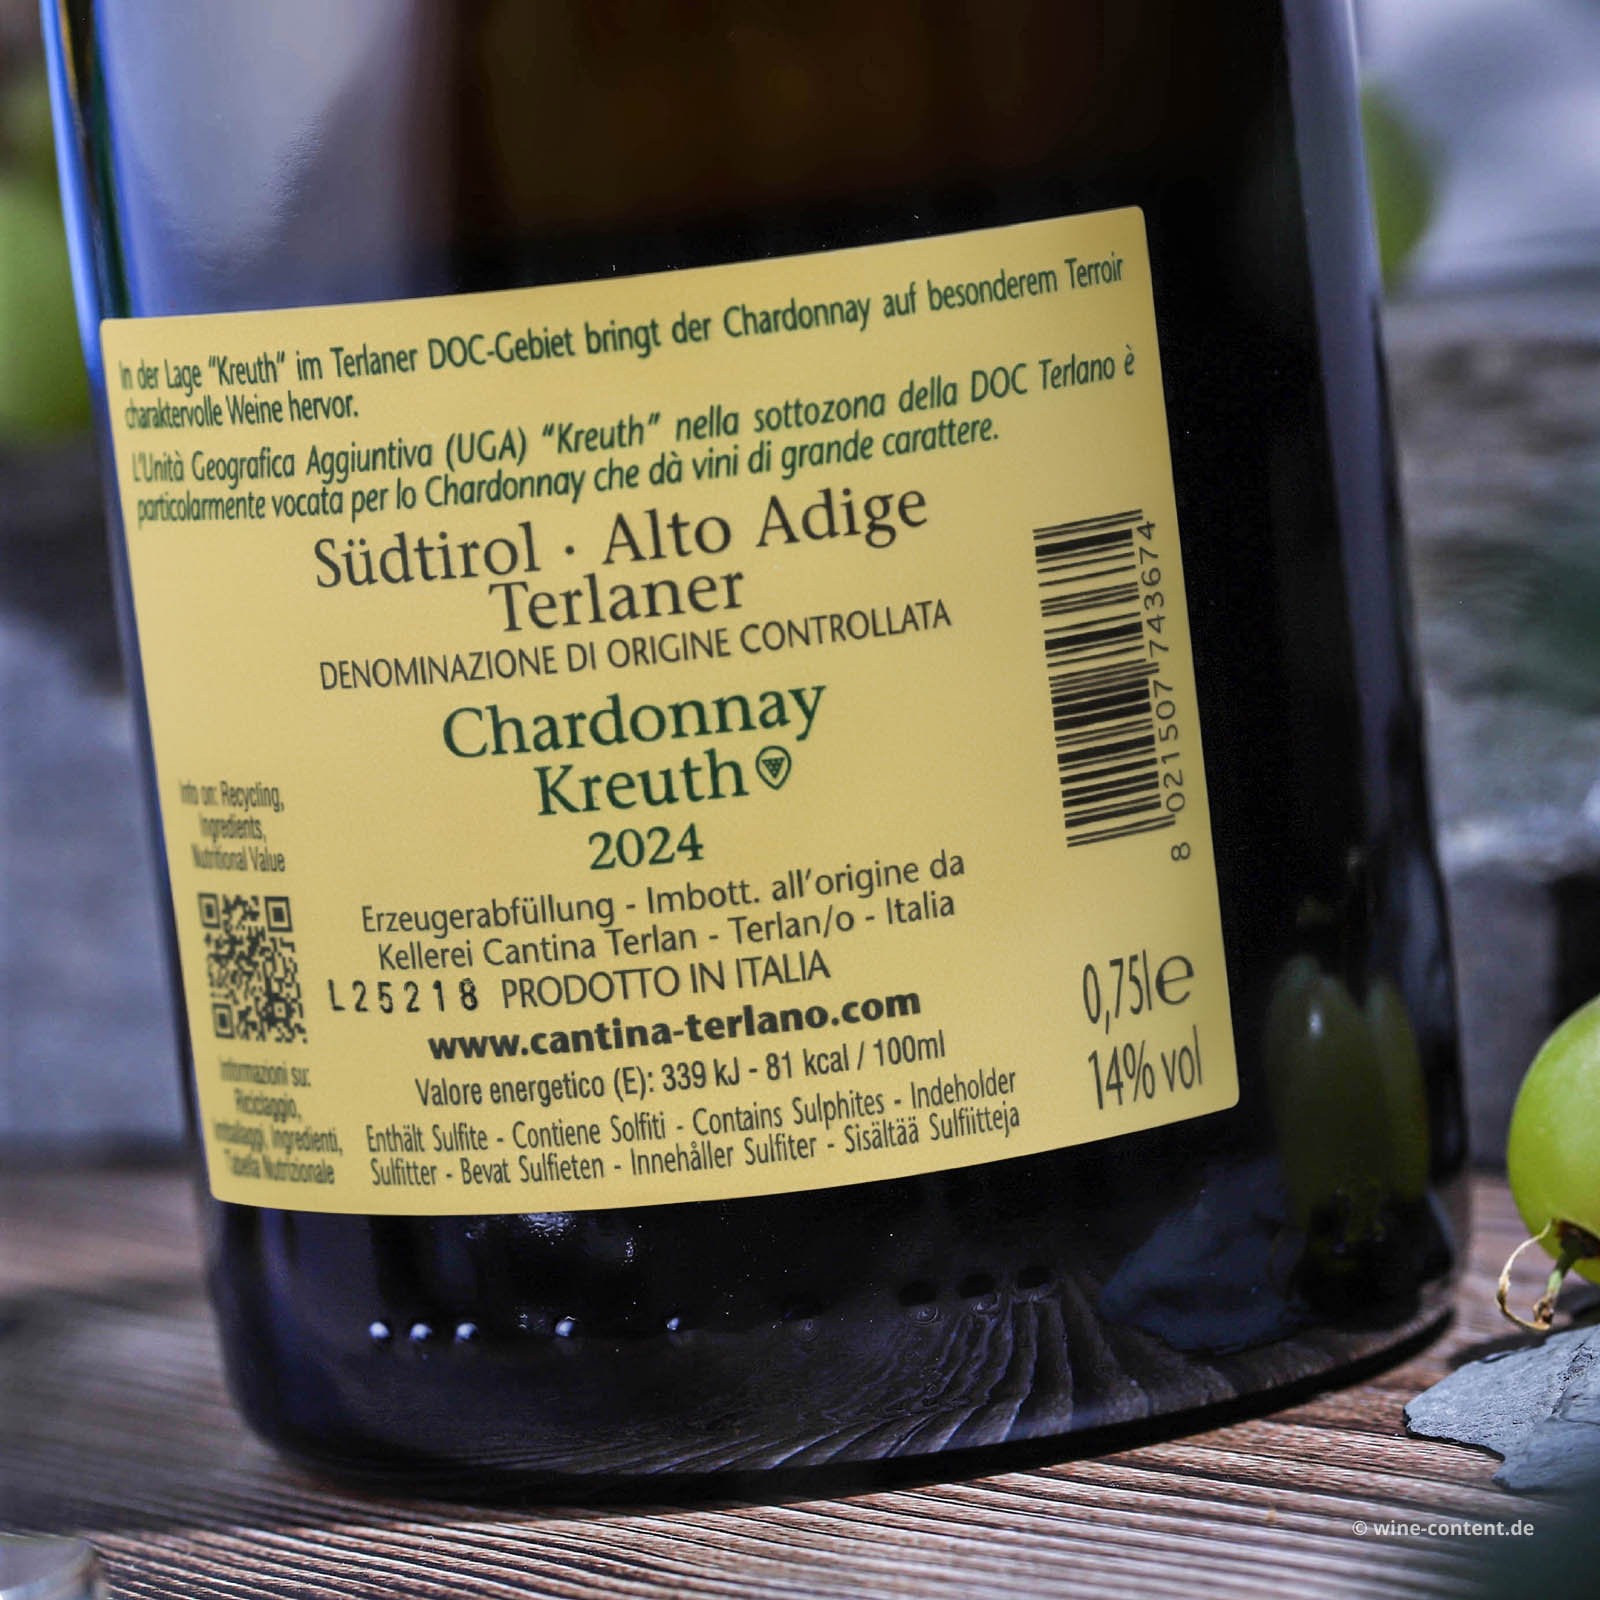 In der Lage “Kreuth” im Terlaner DOC-Gebiet bringt der Chardonnay auf besonderem Terroir
charaktervolle Weine hervor.
L’Unità Geografica Aggiuntiva (UGA) “Kreuth” nella sottozona della DOC Terlano è
particolarmente vocata per lo Chardonnay che dà vini di grande carattere.
Südtirol · Alto Adige
Terlaner
DENOMINAZIONE DI ORIGINE CONTROLLATA
Chardonnay
Kreuth
2024
Erzeugerabfüllung - Imbott. all’origine da
Kellerei Cantina Terlan - Terlan/o - Italia
L25218 PRODOTTO IN ITALIA
www.cantina-terlano.com
Valore energetico (E): 339 kJ - 81 kcal / 100ml
Enthält Sulfite - Contiene Solfiti - Contains Sulphites - Indeholder
Sulfitter - Bevat Sulfieten - Innehåller Sulfiter - Sisältää Sulfiitteja
Info on: Recycling,
Ingredients,
Nutritional Value
Informazioni su:
Riciclaggio,
Imballaggi, Ingredienti,
Tabella Nutrizionale
8 021507 743674
0,75l e
14% vol
© wine-content.de